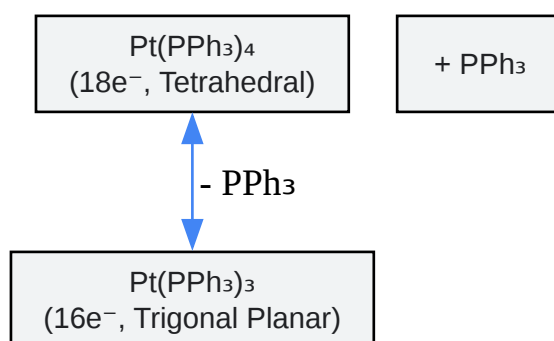 Pt(PPh₃)₄
(18e⁻, Tetrahedral)
+ PPh₃
- PPh₃
Pt(PPh₃)₃
(16e⁻, Trigonal Planar)